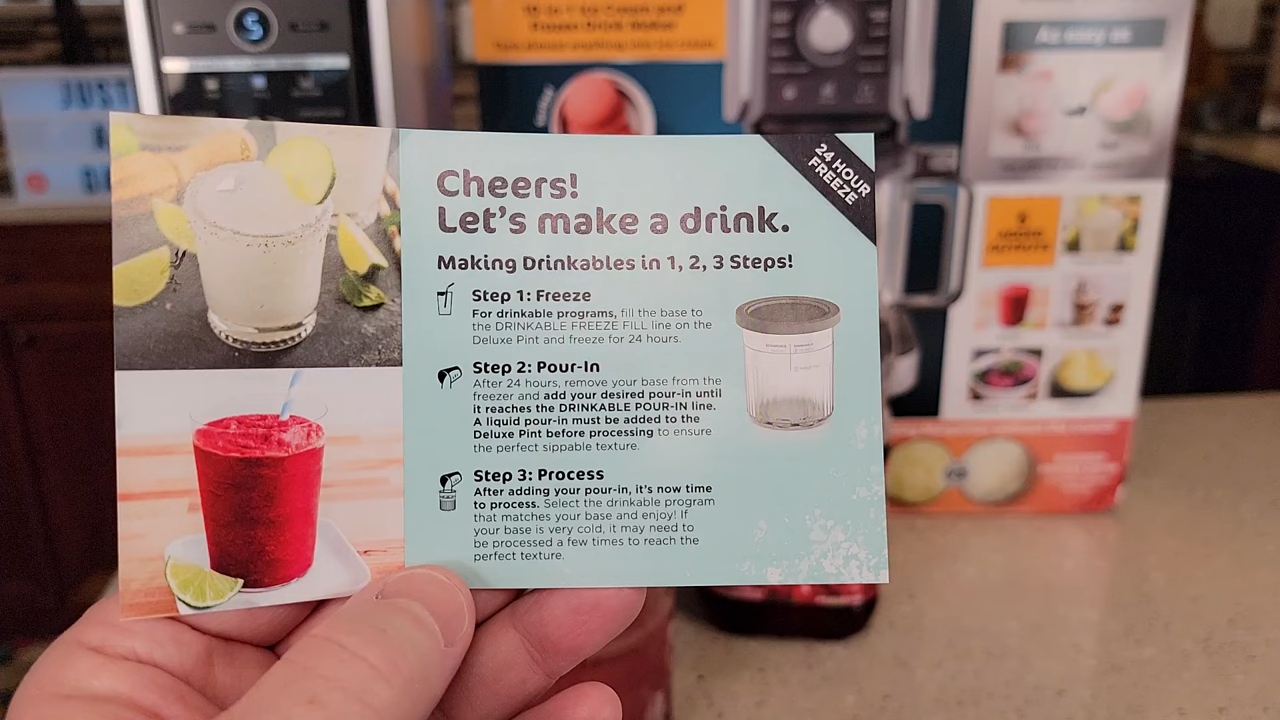 S
JUST
As easy as
24 HOUR
FREEZE
Cheers!
Let's make a drink.
Making Drinkables in 1, 2, 3 Steps!
Step 1: Freeze
For drinkable programs, fill the base to
the DRINKABLE FREEZE FILL line on the
Deluxe Pint and freeze for 24 hours.
Step 2: Pour-In
After 24 hours, remove your base from the
freezer and add your desired pour-in until
it reaches the DRINKABLE POUR-IN line.
A liquid pour-in must be added to the
Deluxe Pint before processing to ensure
the perfect sippable texture.
Step 3: Process
After adding your pour-in, it's now time
to process. Select the drinkable program
that matches your base and enjoy! If
your base is very cold, it may need to
be processed a few times to reach the
perfect texture.